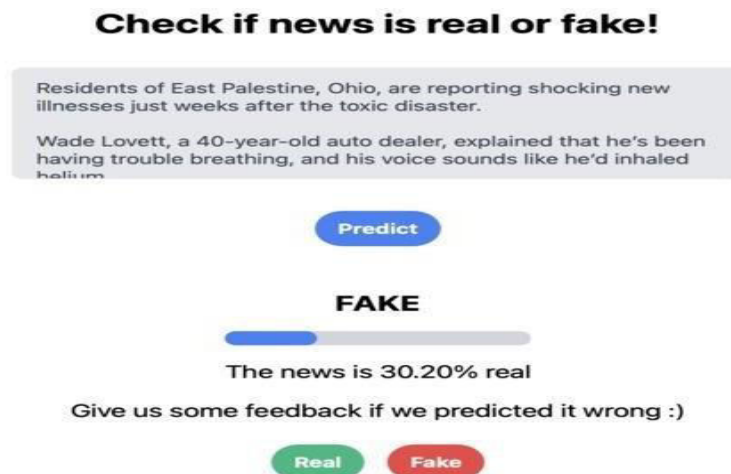 Check if news is real or fake!
Residents of East Palestine, Ohio, are reporting shocking new
illnesses just weeks after the toxic disaster.
Wade Lovett, a 40-year-old auto dealer, explained that he's been
having trouble breathing, and his voice sounds like he'd inhaled
helium
Predict
FAKE
The news is 30.20% real
Give us some feedback if we predicted it wrong :)
Real Fake